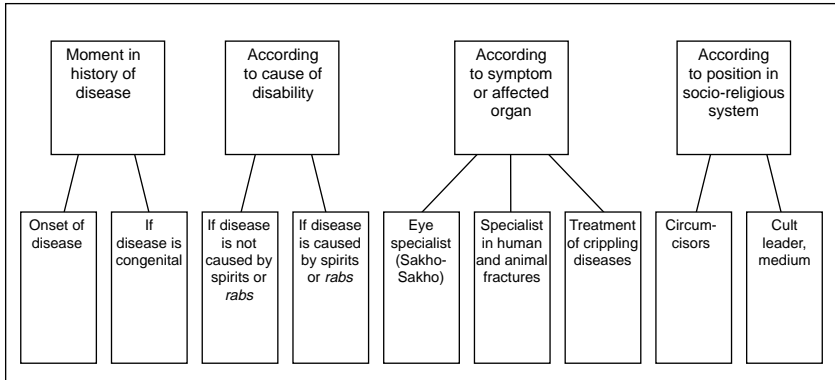 Moment in
history of
disease
According
to cause of
disability
According
to symptom
or affected
organ
According
to position in
socio-religious
system
Onset of
disease
If
disease is
congenital
If disease
is not
caused by
spirits or
rabs
If disease
is caused
by spirits
or rabs
Eye
specialist
(Sakho-
Sakho)
Specialist
in human
and animal
fractures
Treatment
of crippling
diseases
Circum-
cisors
Cult
leader,
medium